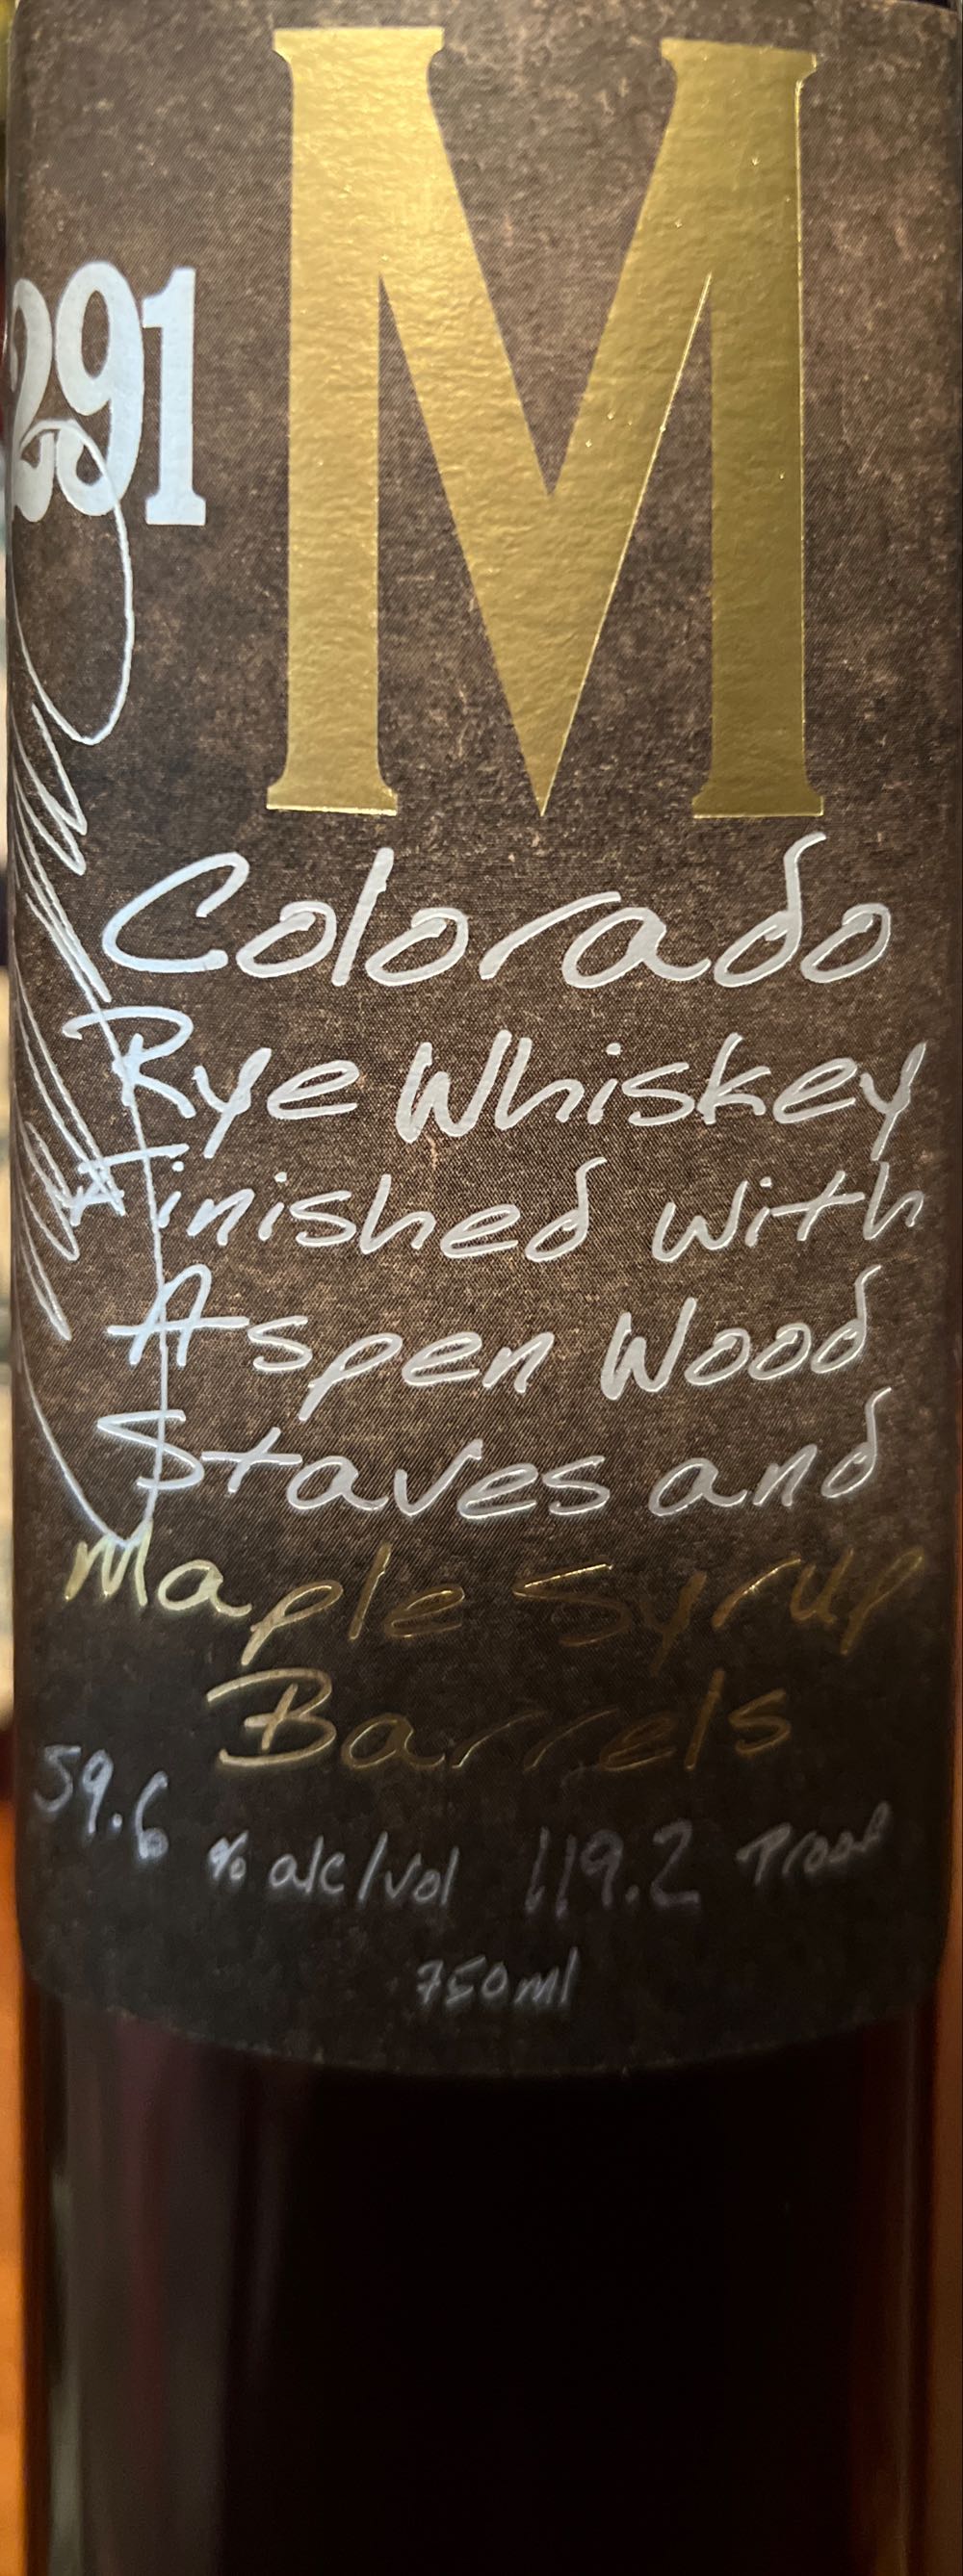 M
291
Colorado
Rye Whiskey
Finished with
Aspen Wood
Staves and
Maple Syrup
Barrels
59.6 % alc/vol 119.2 Proof
750ml